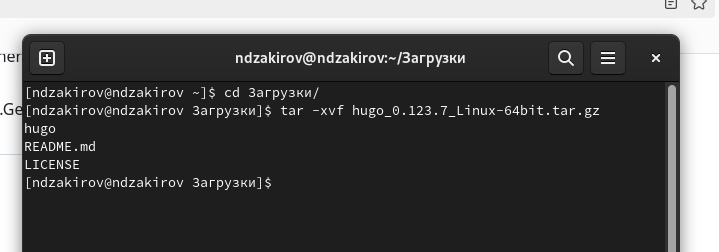 ndzakirov@ndzakirov:~/Загрузки
[ndzakirov@ndzakirov ~]$ cd Загрузки/
[ndzakirov@ndzakirov Загрузки]$ tar -xvf hugo_0.123.7_Linux-64bit.tar.gz
hugo
README.md
LICENSE
[ndzakirov@ndzakirov Загрузки]$